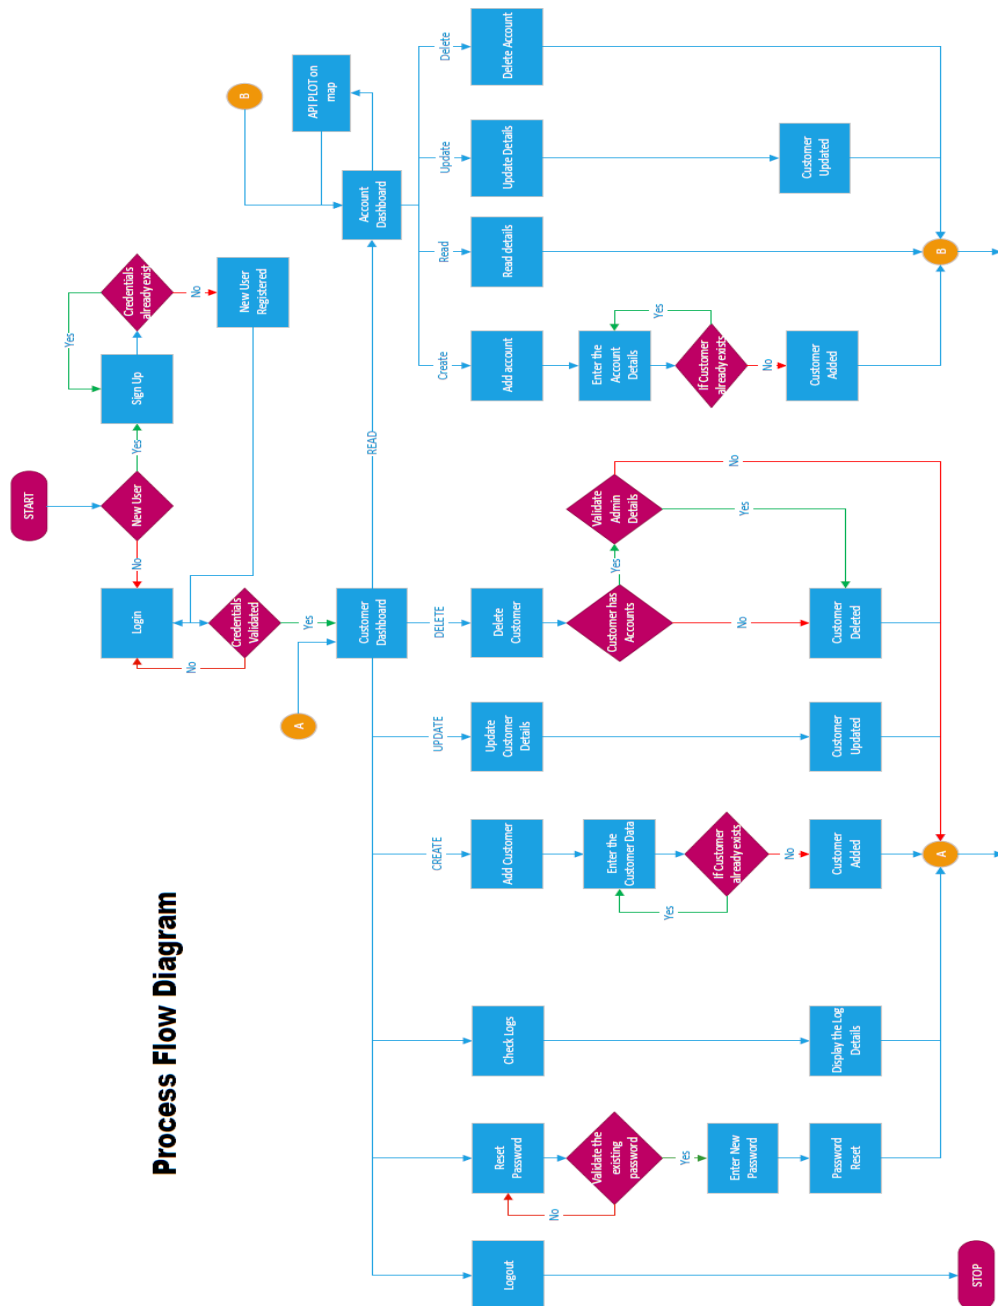 Process Flow Diagram
START
New User
No
Yes
Login
Sign Up
Yes
Credentials
already exist
No
New User
Registered
Credentials
Validated
No
Yes
A
Customer
Dashboard
READ
B
API PLOT on
map
Account
Dashboard
Logout
STOP
Reset
Password
Validate the
existing
password
No
Yes
Enter New
Password
Password
Reset
Check Logs
Display the Log
Details
CREATE
Add Customer
Enter the
Customer Data
If Customer
already exists
Yes
No
Customer
Added
A
UPDATE
Update
Customer
Details
Customer
Updated
DELETE
Delete
Customer
Customer has
Accounts
Yes
No
Validate
Admin
Details
Yes
No
Customer
Deleted
Create
Add account
Enter the
Account
Details
If Customer
already exists
Yes
No
Customer
Added
Read
Read details
B
Update
Update Details
Customer
Updated
Delete
Delete Account